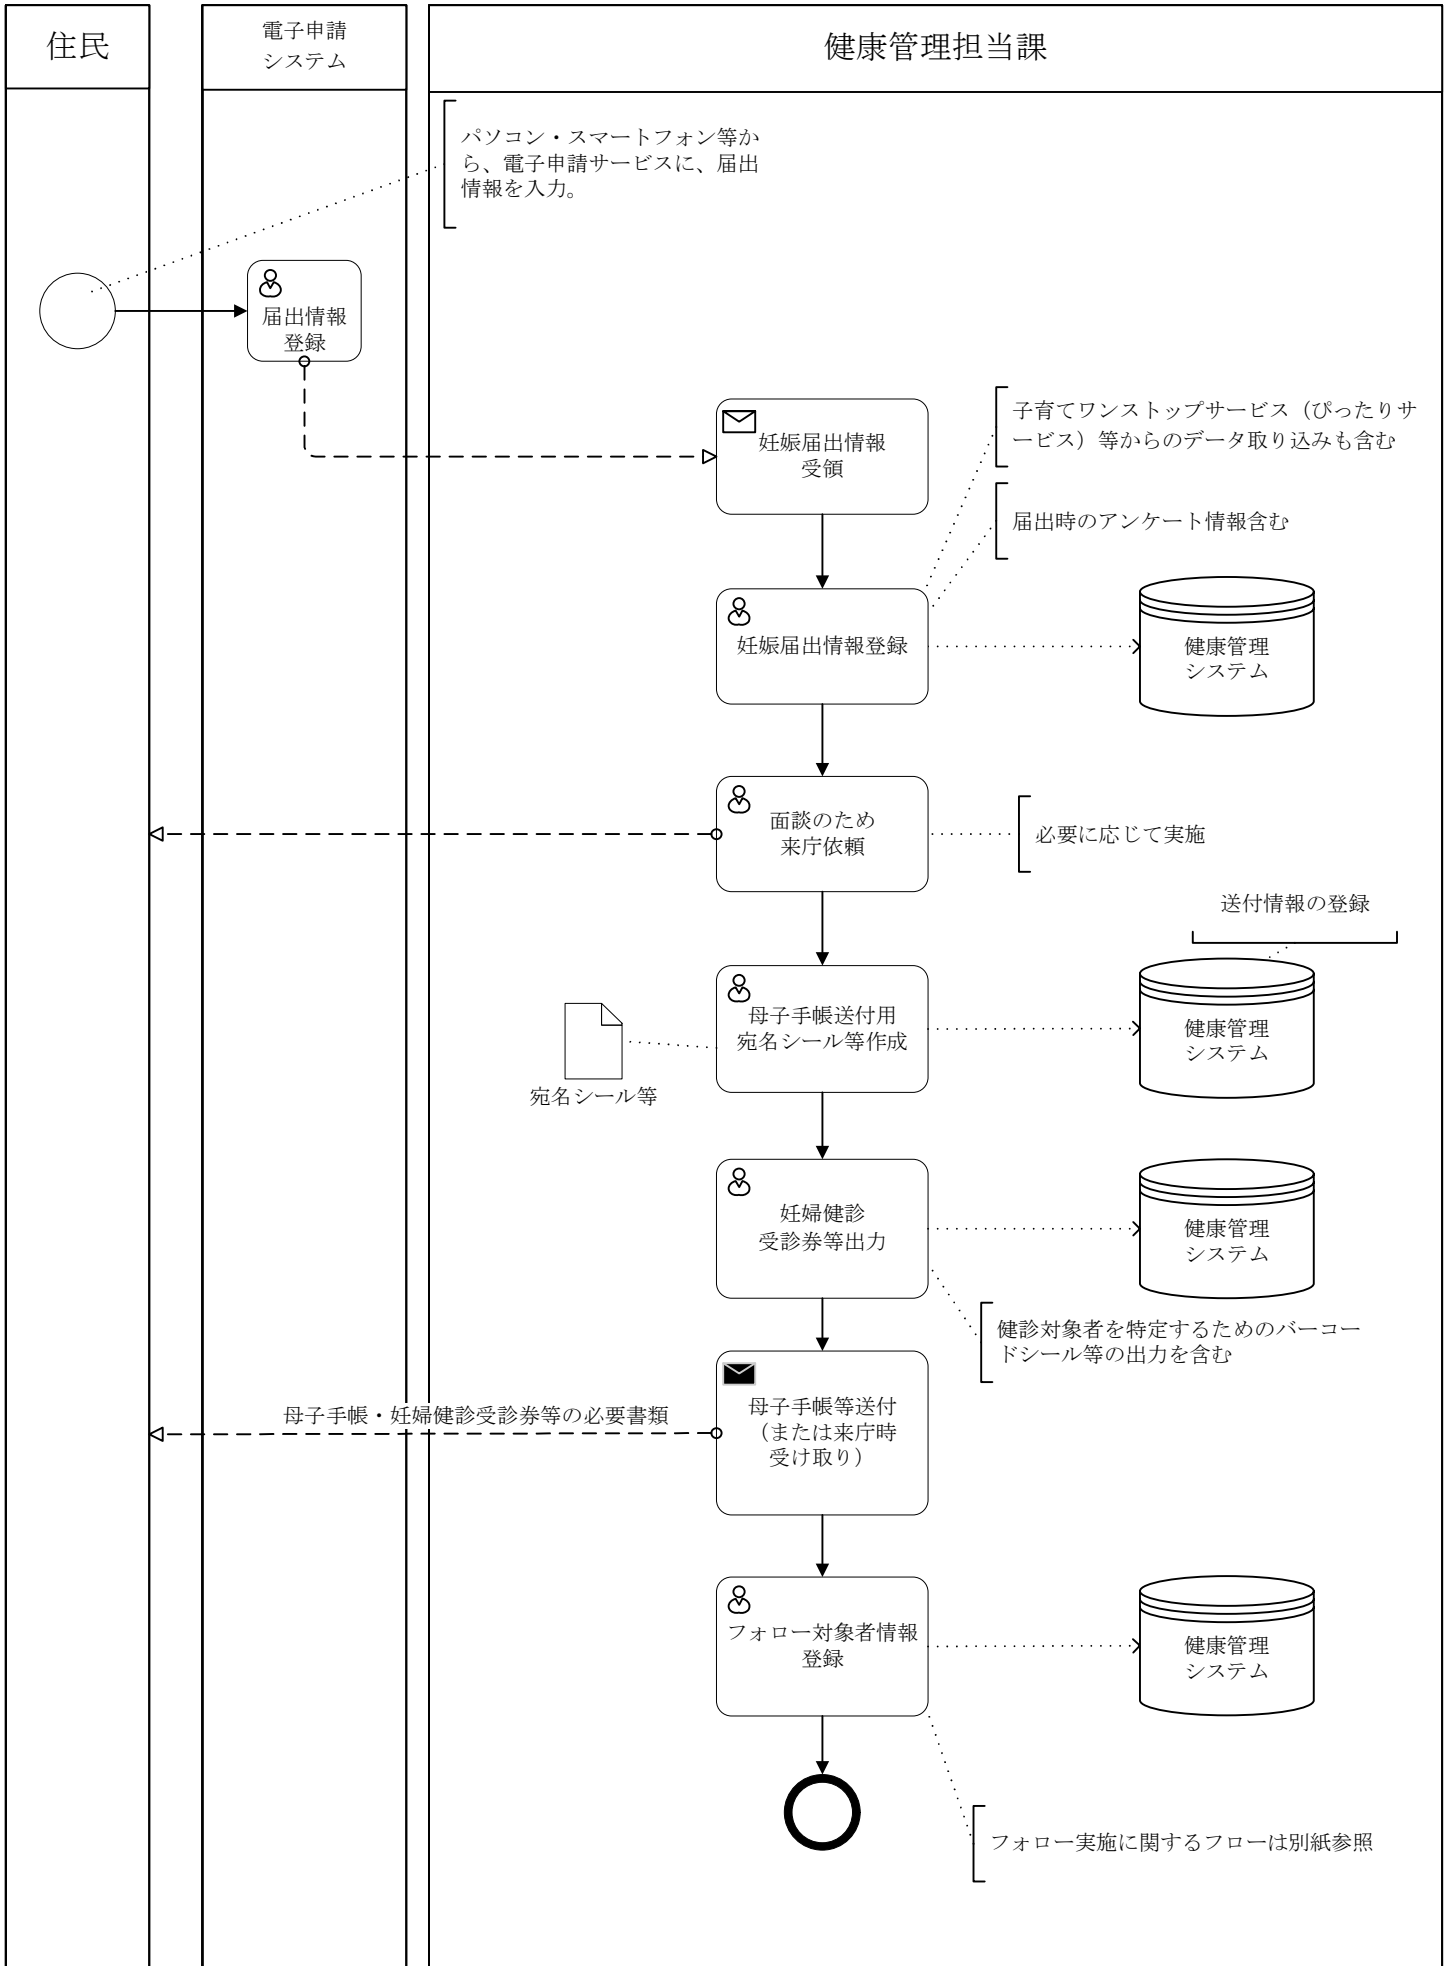 住民
電子申請
システム
健康管理担当課
パソコン・スマートフォン等か
ら、電子申請サービスに、届出
情報を入力。
届出情報
登録
妊娠届出情報
受領
子育てワンストップサービス（ぴったりサ
ービス）等からのデータ取り込みも含む
届出時のアンケート情報含む
妊娠届出情報登録
健康管理
システム
面談のため
来庁依頼
必要に応じて実施
送付情報の登録
母子手帳送付用
宛名シール等作成
宛名シール等
健康管理
システム
妊婦健診
受診券等出力
健康管理
システム
健診対象者を特定するためのバーコー
ドシール等の出力を含む
母子手帳・妊婦健診受診券等の必要書類
母子手帳等送付
（または来庁時
受け取り）
フォロー対象者情報
登録
健康管理
システム
フォロー実施に関するフローは別紙参照